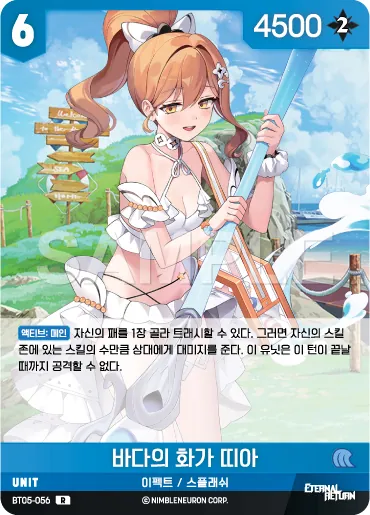 6
4500 2
SAMPLE
액티브: 메인 자신의 패를 1장 골라 트래시할 수 있다. 그러면 자신의 스킬
존에 있는 스킬의 수만큼 상대에게 대미지를 준다. 이 유닛은 이 턴이 끝날
때까지 공격할 수 없다.
바다의 화가 띠아
UNIT 이펙트 / 스플래쉬
BT05-056 R ⓒ NIMBLENEURON CORP. ETERNAL RETURN